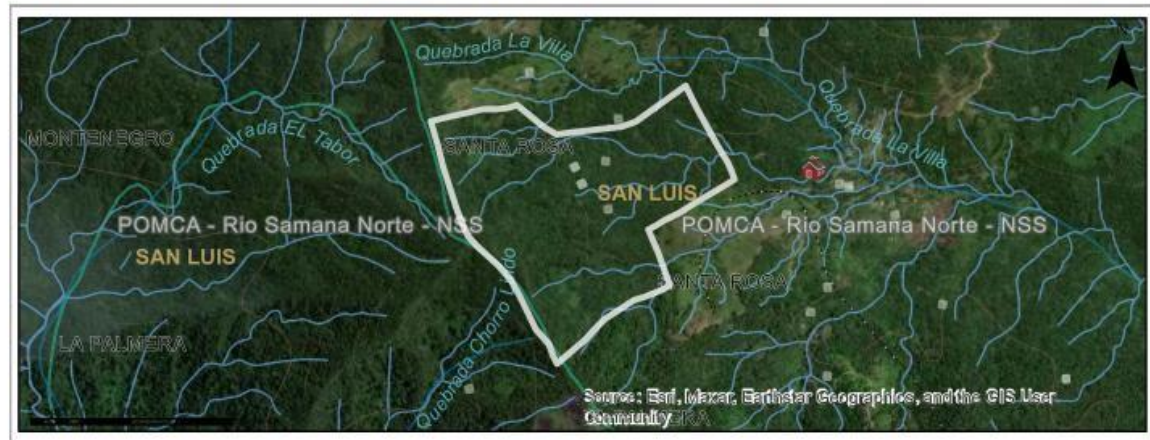 Quebrada La Villa
MONTENEGRO
Quebrada EL Tabor
SANTA ROSA
Quebrada La Villa
SAN LUIS
POMCA - Rio Samana Norte - NSS
POMCA - Rio Samana Norte - NSS
SAN LUIS
SANTA ROSA
LA PALMERA
Quebrada Chorro
Source: Esri, Maxar, Earthstar Geographics, and the GIS User
Community